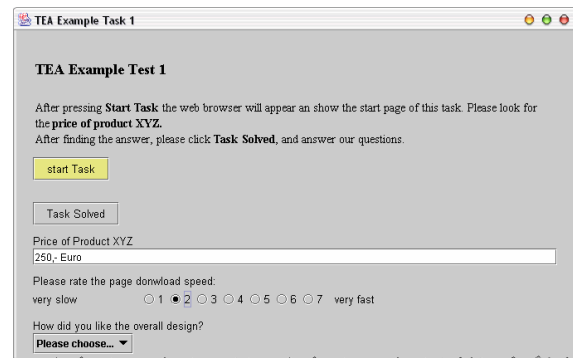 TEA Example Task 1
TEA Example Test 1
After pressing Start Task the web browser will appear an show the start page of this task. Please look for
the price of product XYZ.
After finding the answer, please click Task Solved, and answer our questions.
start Task
Task Solved
Price of Product XYZ
250,- Euro
Please rate the page donwload speed:
very slow 1 2 3 4 5 6 7 very fast
How did you like the overall design?
Please choose...